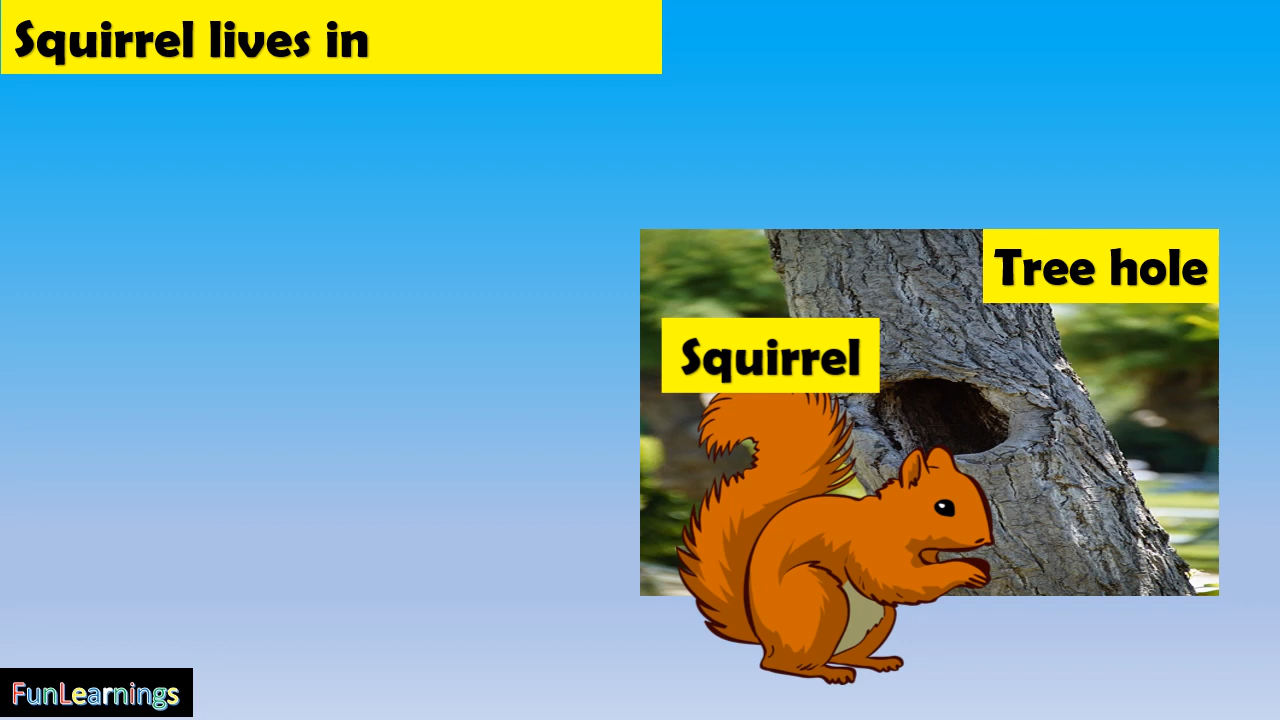 Squirrel lives in
Tree hole
Squirrel
FunLearnings